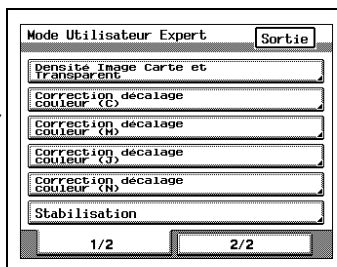 Mode Utilisateur Expert
Sortie
Densité Image Carte et
Transparent
Correction décalage
couleur (C)
Correction décalage
couleur (M)
Correction décalage
couleur (J)
Correction décalage
couleur (N)
Stabilisation
1/2
2/2